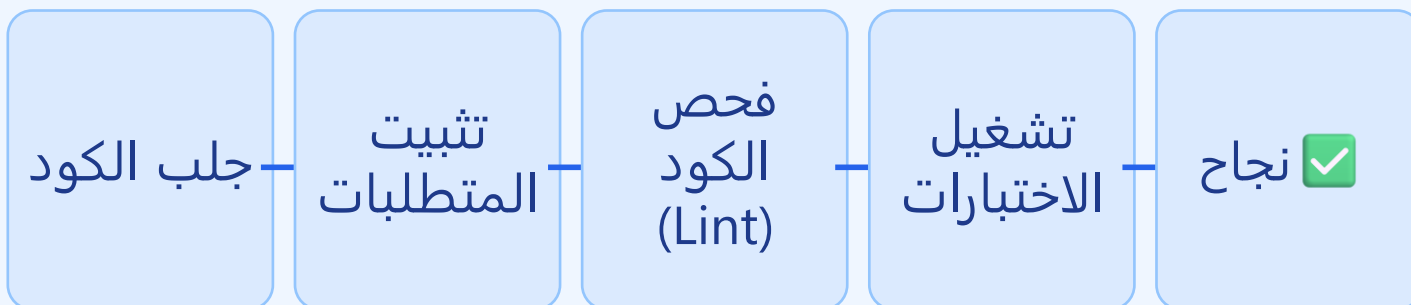 جلب الكود
تثبيت
المتطلبات
فحص
الكود
(Lint)
تشغيل
الاختبارات
✅ نجاح